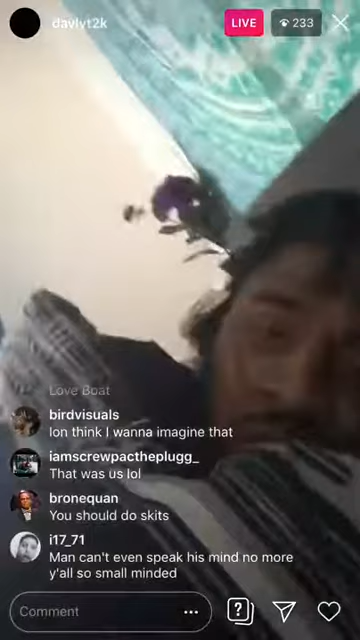 davlyt2k
LIVE
233
Love Boat
birdvisuals
Ion think I wanna imagine that
iamscrewpactheplugg_
That was us lol
bronequan
You should do skits
i17_71
Man can't even speak his mind no more
y'all so small minded
Comment